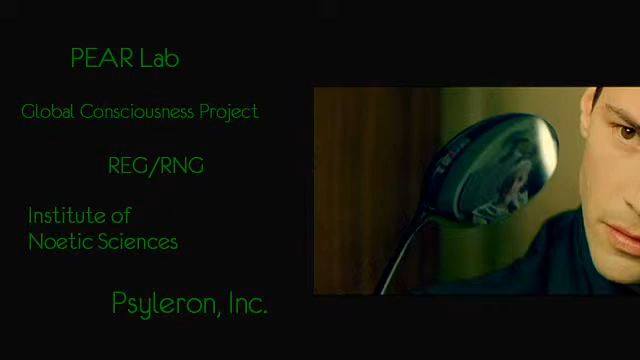 PEAR Lab
Global Consciousness Project
REG/RNG
Institute of
Noetic Sciences
Psyleron, Inc.